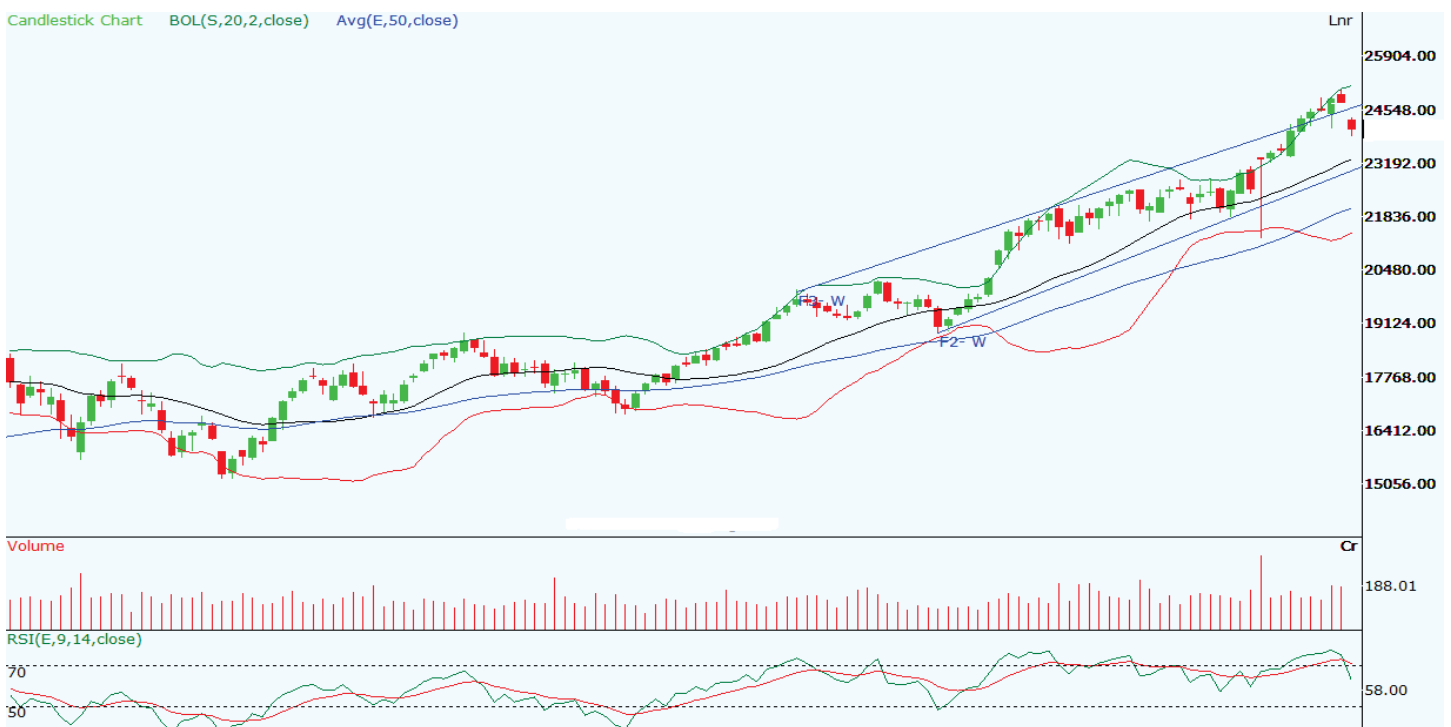 Candlestick Chart BOL(S,20,2,close) Avg(E,50,close) Lnr
25904.00
24548.00
23192.00
21836.00
20480.00
F2- W
19124.00
F2- W
17768.00
16412.00
15056.00
Volume Cr
188.01
RSI(E,9,14,close)
70
58.00
50